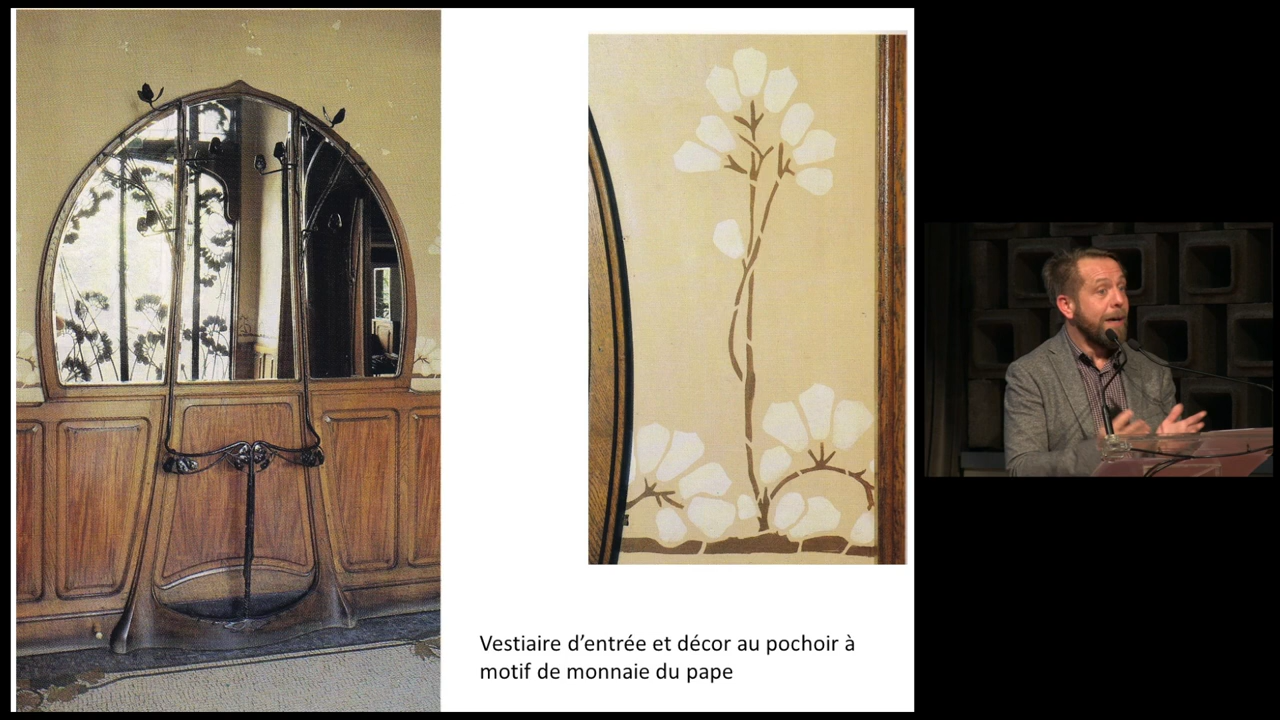 Vestiaire d’entrée et décor au pochoir à
motif de monnaie du pape